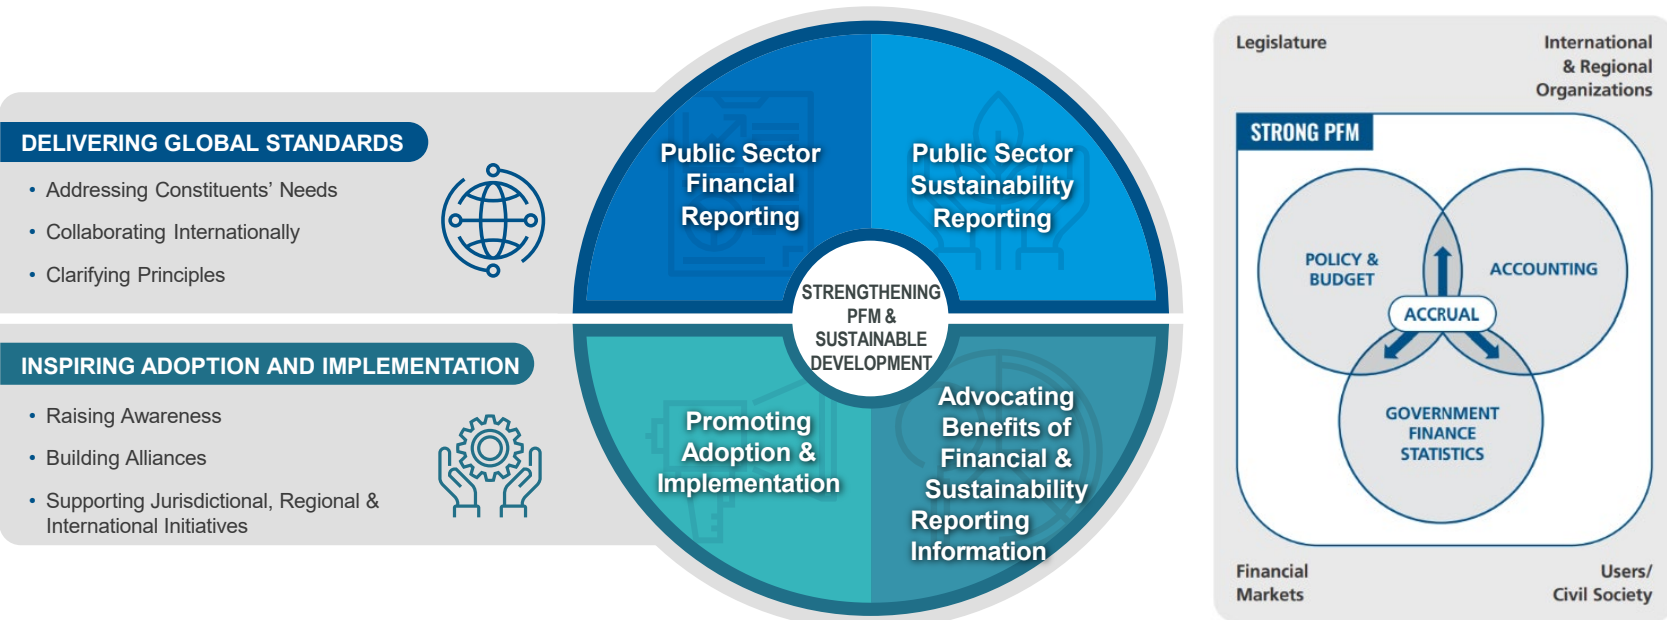 DELIVERING GLOBAL STANDARDS
• Addressing Constituents’ Needs
• Collaborating Internationally
• Clarifying Principles
INSPIRING ADOPTION AND IMPLEMENTATION
• Raising Awareness
• Building Alliances
• Supporting Jurisdictional, Regional &
International Initiatives
Public Sector
Financial
Reporting
Public Sector
Sustainability
Reporting
STRENGTHENING
PFM &
SUSTAINABLE
DEVELOPMENT
Promoting
Adoption &
Implementation
Advocating
Benefits of
Financial &
Sustainability
Reporting
Information
Legislature
International
& Regional
Organizations
STRONG PFM
POLICY &
BUDGET
ACCOUNTING
ACCRUAL
GOVERNMENT
FINANCE
STATISTICS
Financial
Markets
Users/
Civil Society